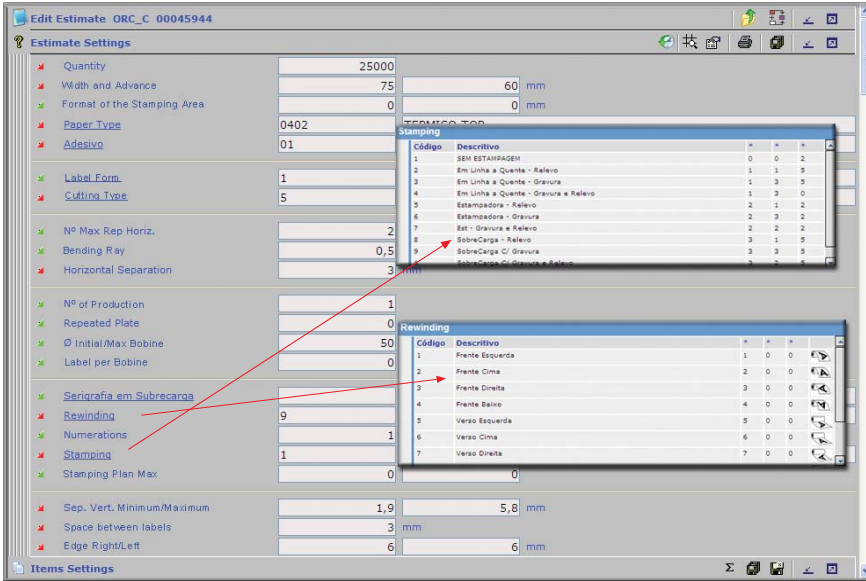 Edit Estimate ORC_C 00045944
Estimate Settings
Quantity 25000
Width and Advance 75 60 mm
Format of the Stamping Area 0 0 mm
Paper Type 0402 TERMICO TOP
Adesivo 01
Label Form. 1
Cutting Type 5
Nº Max Rep Horiz. 2
Bending Ray 0,5
Horizontal Separation 3 mm
Nº of Production 1
Repeated Plate 0
Ø Initial/Max Bobine 50
Label per Bobine 0
Serigrafia em Subrecarga
Rewinding 9
Numerations 1
Stamping 1
Stamping Plan Max 0 0
Sep. Vert. Minimum/Maximum 1,9 5,8 mm
Space between labels 3 mm
Edge Right/Left 6 6 mm
Items Settings
Stamping
Código Descritivo * * *
1 SEM ESTAMPAGEM 0 0 2
2 Em Linha a Quente - Relevo 1 1 5
3 Em Linha a Quente - Gravura 1 3 5
4 Em Linha a Quente - Gravura e Relevo 1 3 0
5 Estampadora - Relevo 2 1 2
6 Estampadora - Gravura 2 3 2
7 Est - Gravura e Relevo 2 2 2
8 SobreCarga - Relevo 3 1 5
9 SobreCarga C/ Gravura 3 3 5
SobreCarga C/ Gravura e Relevo 3 2 5
Rewinding
Código Descritivo * * *
1 Frente Esquerda 1 0 0
2 Frente Cima 2 0 0
3 Frente Direita 3 0 0
4 Frente Baixo 4 0 0
5 Verso Esquerda 5 0 0
6 Verso Cima 6 0 0
7 Verso Direita 7 0 0